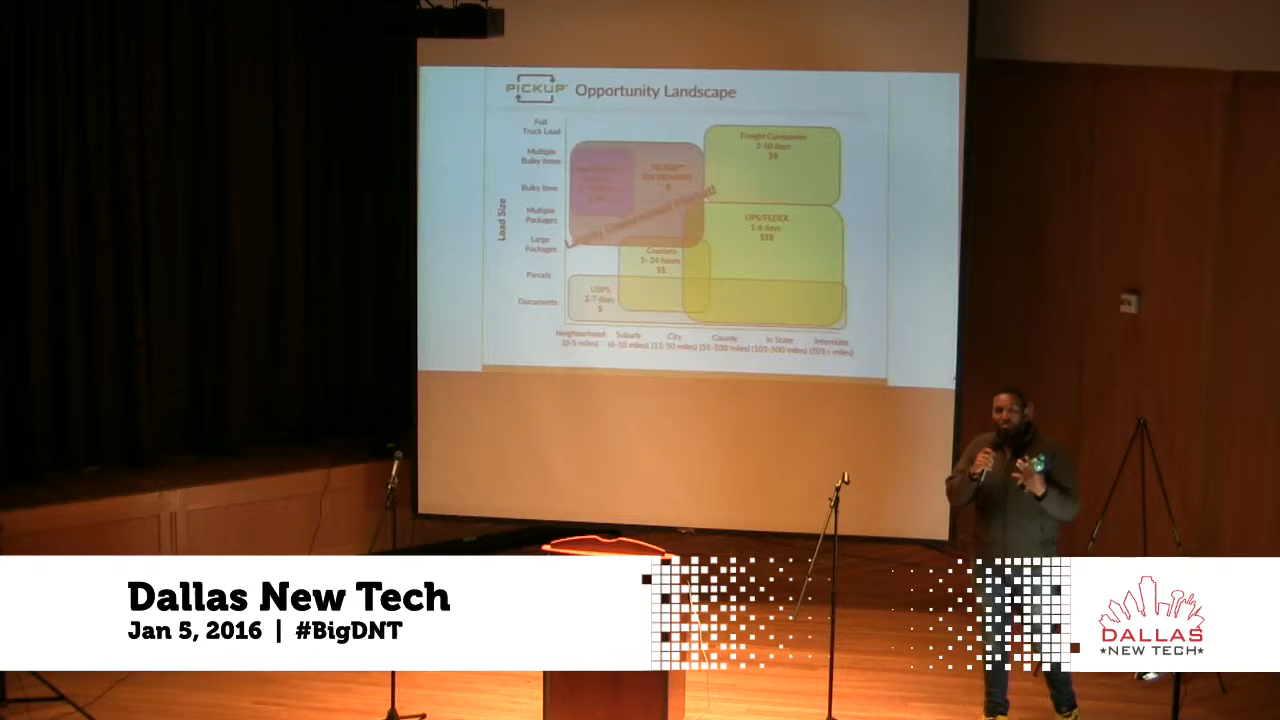 PICKUP Opportunity Landscape
Full
Truck Load
Multiple
Bulky Items
Bulky Item
Multiple
Packages
Large
Packages
Parcels
Documents
Load Size
Freight Companies
2-10 days
$$
UPS/FEDEX
1-6 days
$$$
Couriers
1- 24 hours
$$
USPS
2-7 days
$
Neighbourhood
(0-5 miles)
Suburb
(6-10 miles)
City
(11-50 miles)
County
(51-100 miles)
In State
(101-500 miles)
Interstate
(501+ miles)
Dallas New Tech
Jan 5, 2016 | #BigDNT
DALLAS
NEW TECH